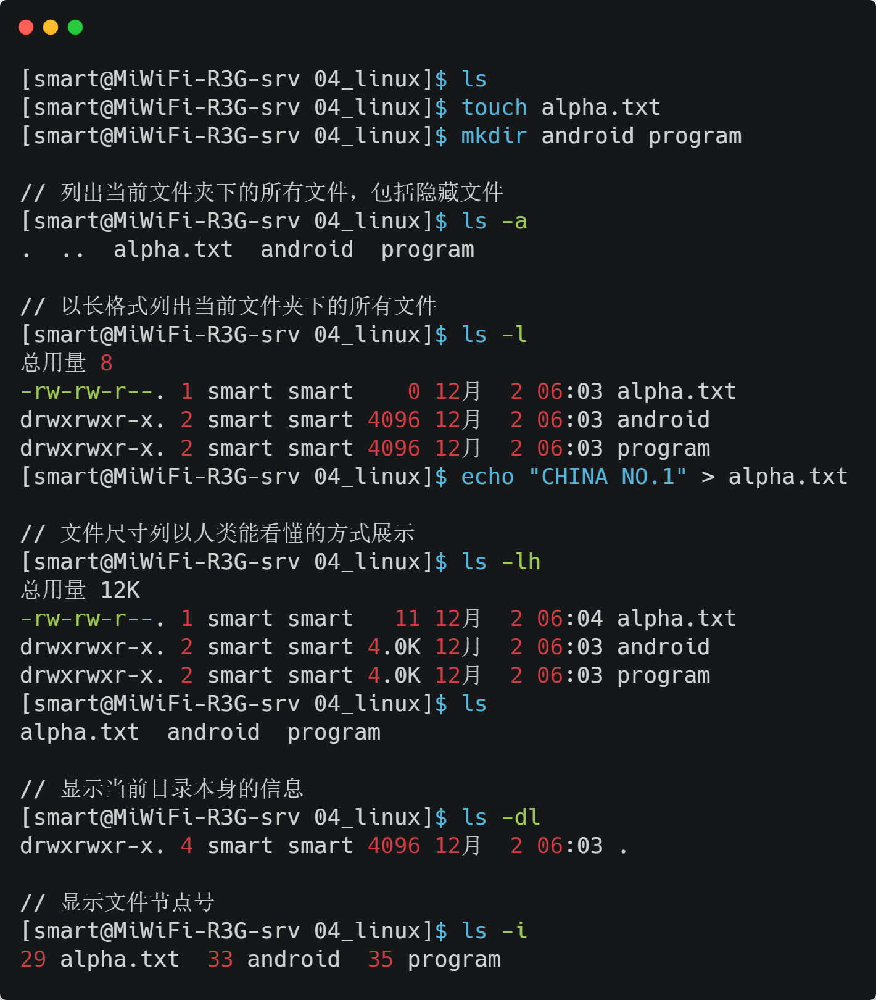 [smart@MiWiFi-R3G-srv 04_linux]$ ls
[smart@MiWiFi-R3G-srv 04_linux]$ touch alpha.txt
[smart@MiWiFi-R3G-srv 04_linux]$ mkdir android program
// 列出当前文件夹下的所有文件，包括隐藏文件
[smart@MiWiFi-R3G-srv 04_linux]$ ls -a
.  ..  alpha.txt  android  program
// 以长格式列出当前文件夹下的所有文件
[smart@MiWiFi-R3G-srv 04_linux]$ ls -l
总用量 8
-rw-rw-r--. 1 smart smart    0 12月  2 06:03 alpha.txt
drwxrwxr-x. 2 smart smart 4096 12月  2 06:03 android
drwxrwxr-x. 2 smart smart 4096 12月  2 06:03 program
[smart@MiWiFi-R3G-srv 04_linux]$ echo "CHINA NO.1" > alpha.txt
// 文件尺寸列以人类能看懂的方式展示
[smart@MiWiFi-R3G-srv 04_linux]$ ls -lh
总用量 12K
-rw-rw-r--. 1 smart smart   11 12月  2 06:04 alpha.txt
drwxrwxr-x. 2 smart smart 4.0K 12月  2 06:03 android
drwxrwxr-x. 2 smart smart 4.0K 12月  2 06:03 program
[smart@MiWiFi-R3G-srv 04_linux]$ ls
alpha.txt  android  program
// 显示当前目录本身的信息
[smart@MiWiFi-R3G-srv 04_linux]$ ls -dl
drwxrwxr-x. 4 smart smart 4096 12月  2 06:03 .
// 显示文件节点号
[smart@MiWiFi-R3G-srv 04_linux]$ ls -i
29 alpha.txt  33 android  35 program